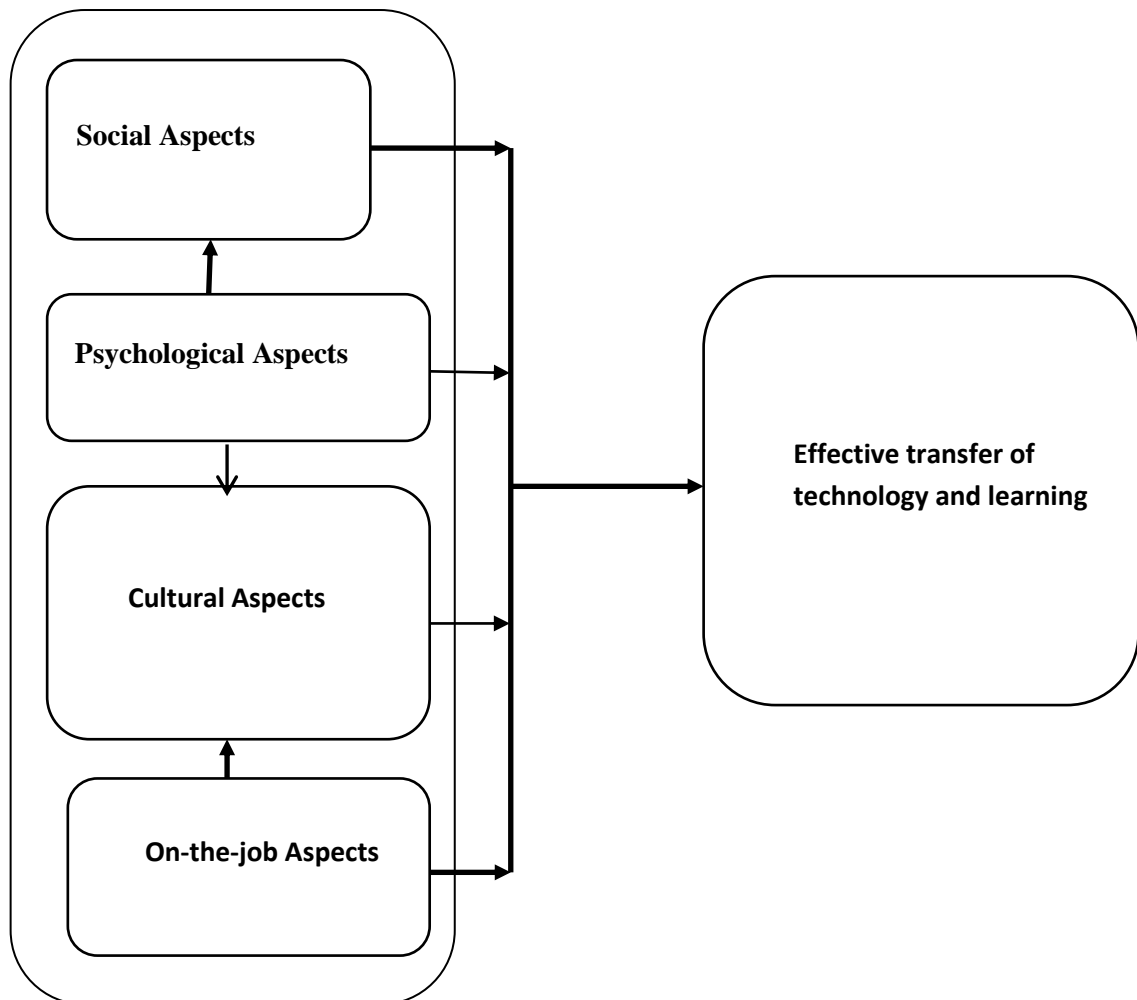 Social Aspects
Psychological Aspects
Cultural Aspects
On-the-job Aspects
Effective transfer of
technology and learning